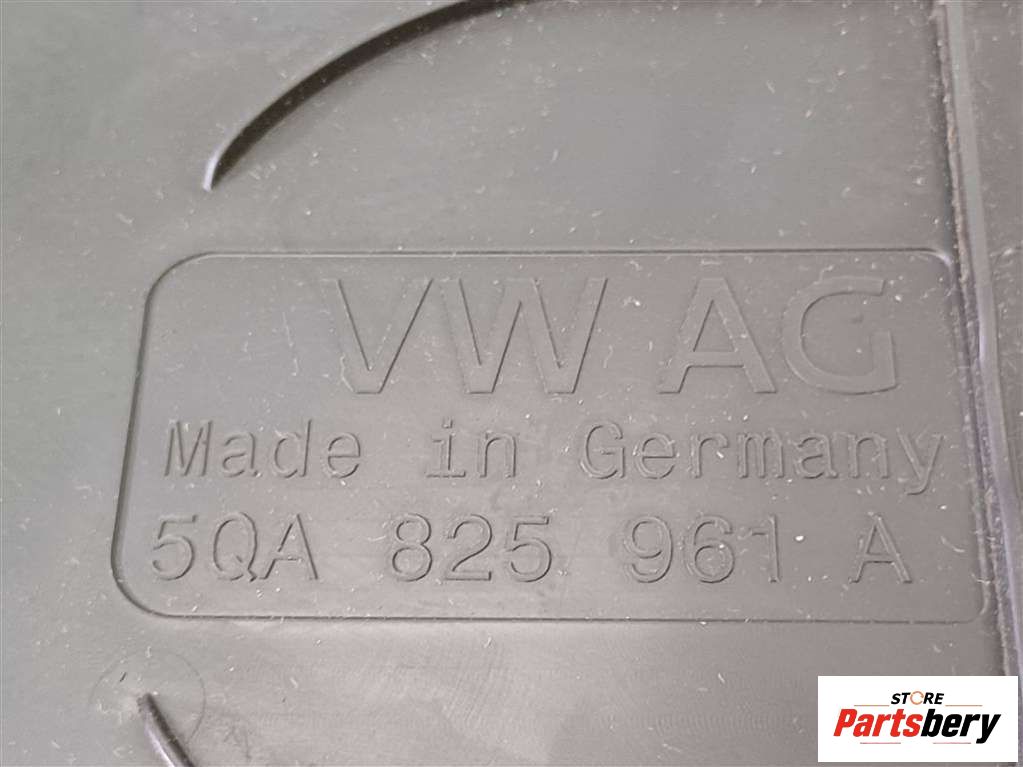 VW AG
Made in Germany
5QA 825 961 A
STORE
Partsbery